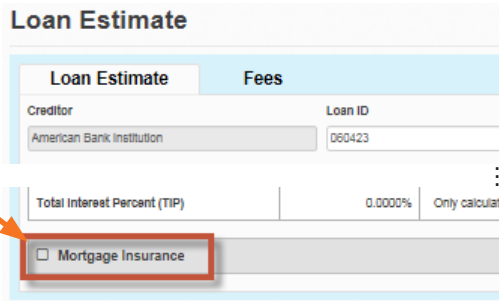 Loan Estimate
Loan Estimate Fees
Creditor Loan ID
American Bank Institution 060423
Total Interest Percent (TIP) 0.0000% Only calculat
Mortgage Insurance